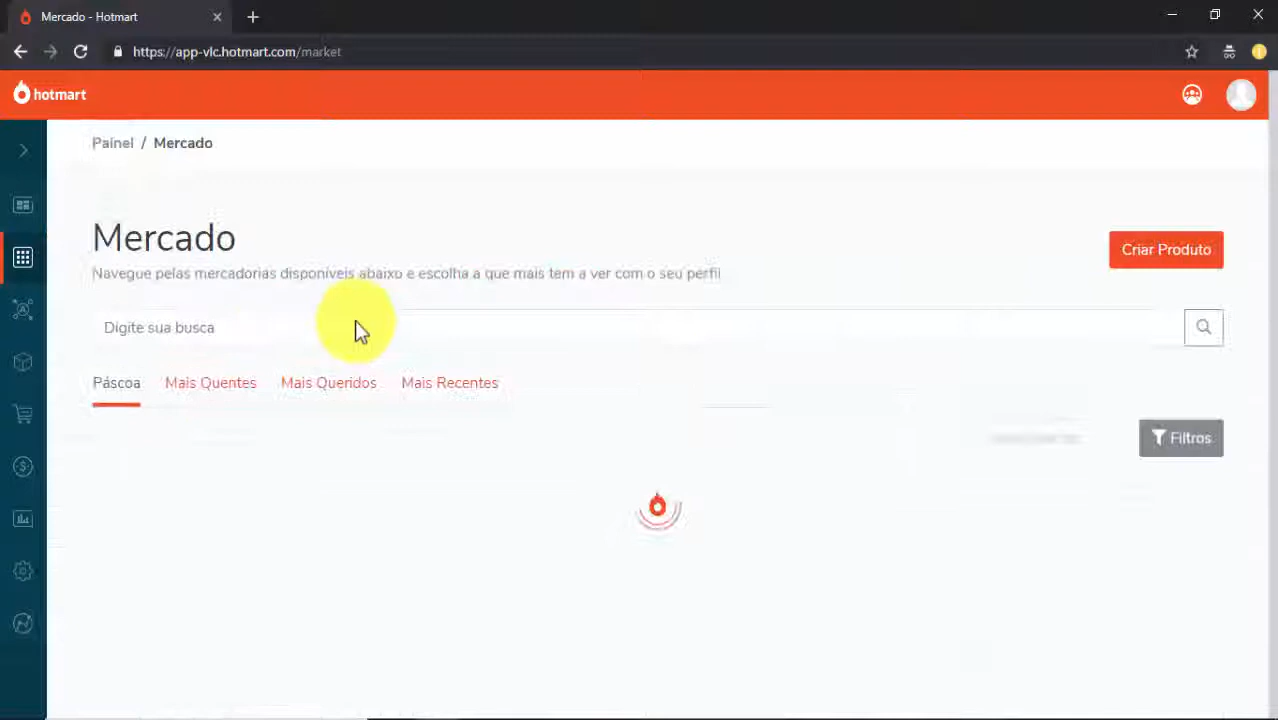 Mercado - Hotmart
https://app-vlc.hotmart.com/market
hotmart
Painel / Mercado
Mercado
Criar Produto
Navegue pelas mercadorias disponíveis abaixo e escolha a que mais tem a ver com o seu perfil
Digite sua busca
Páscoa Mais Quentes Mais Queridos Mais Recentes
Filtros